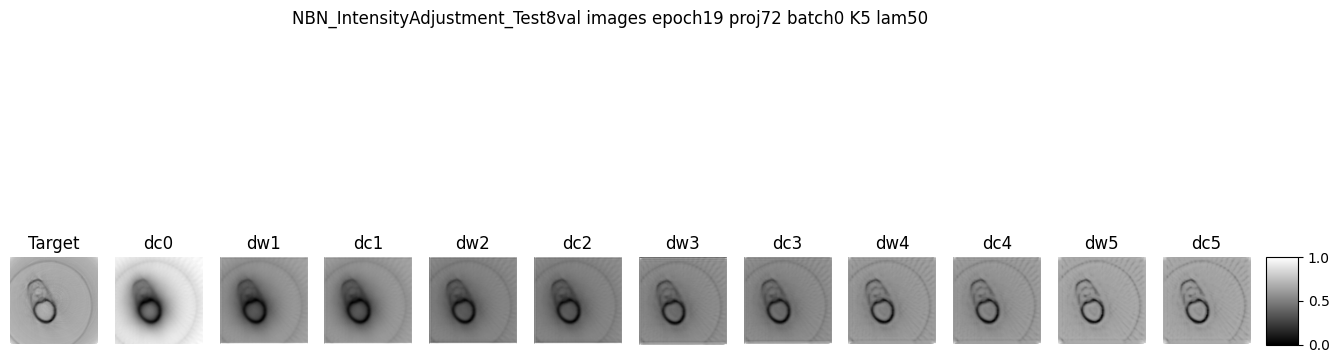 NBN_IntensityAdjustment_Test8val images epoch19 proj72 batch0 K5 lam50
Target dc0 dw1 dc1 dw2 dc2 dw3 dc3 dw4 dc4 dw5 dc5
1.0
0.5
0.0